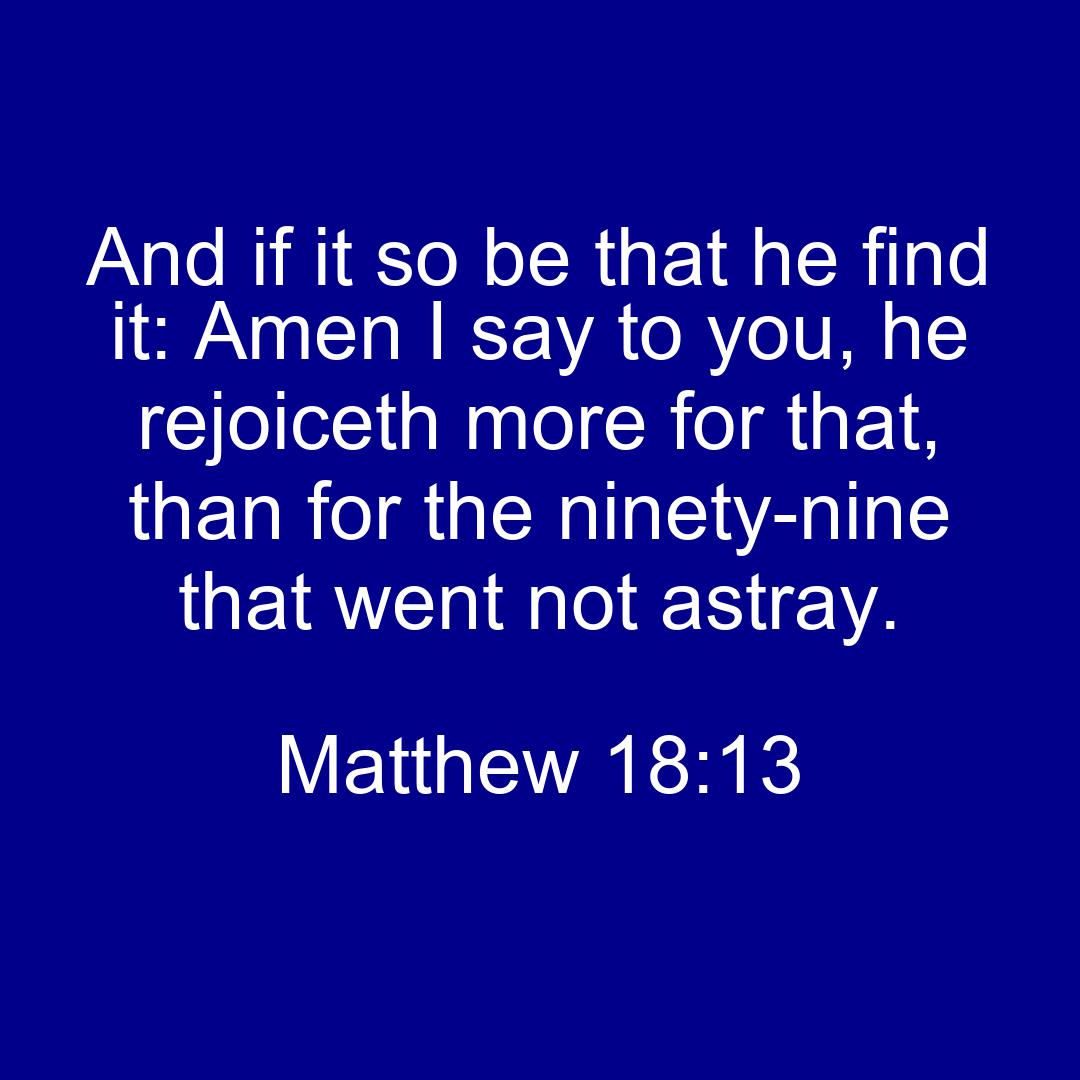 And if it so be that he find
it: Amen I say to you, he
rejoiceth more for that,
than for the ninety-nine
that went not astray.
Matthew 18:13